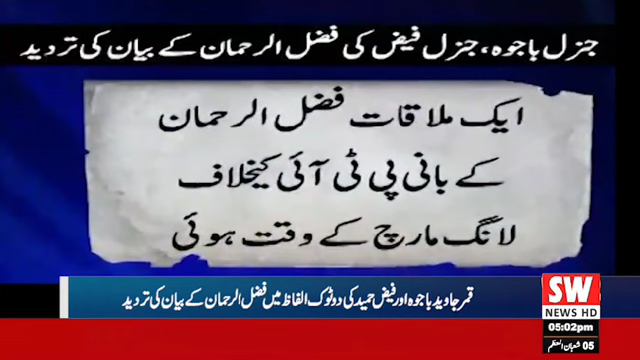 جنرل باجوہ، جنرل فیض کی فضل الرحمان کے بیان کی تردید
ایک ملاقات فضل الرحمان
کے بانی پی ٹی آئی کیخلاف
لانگ مارچ کے وقت ہوئی
قمر جاوید باجوہ اور فیض حمید کی دوٹوک الفاظ میں فضل الرحمان کے بیان کی تردید
SW
NEWS HD
05:02pm
05 شعبان المعظم